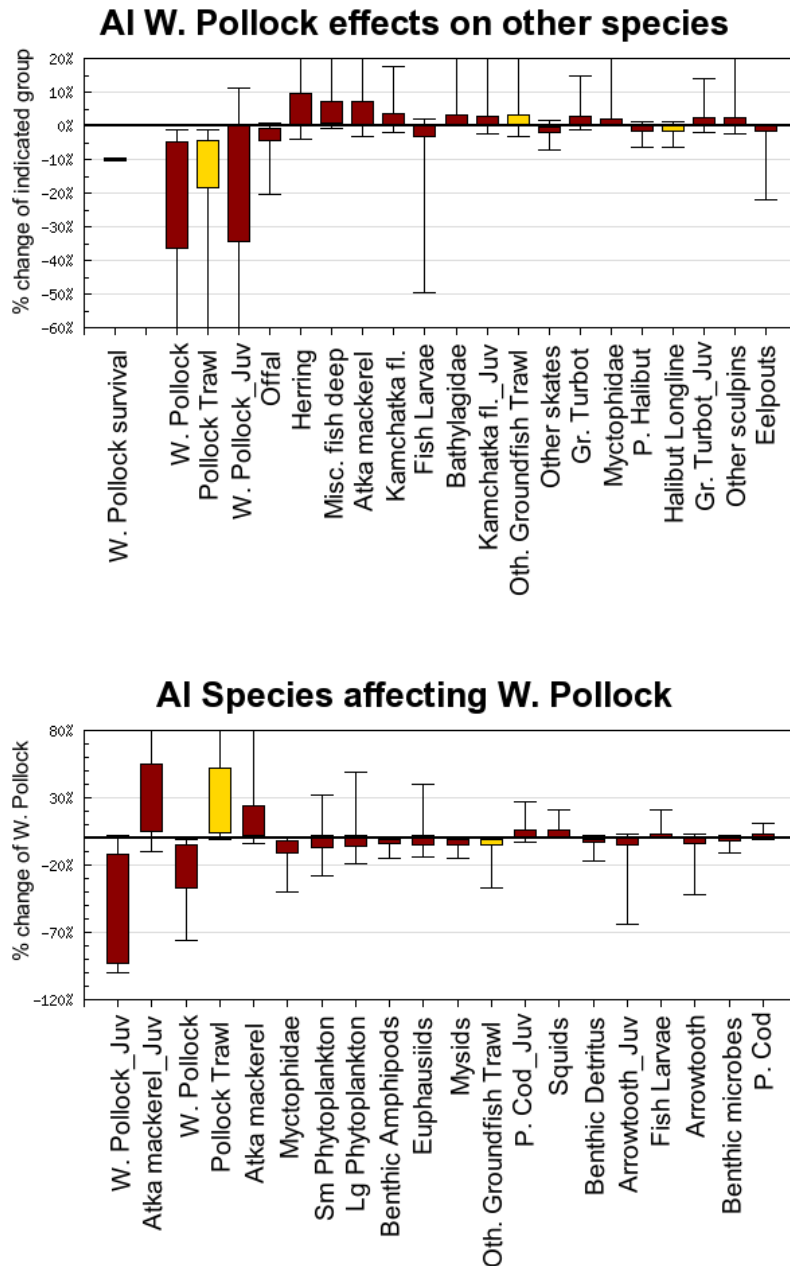 AI W. Pollock effects on other species
% change of indicated group
20%
10%
0%
-10%
-20%
-30%
-40%
-50%
-60%
W. Pollock survival
W. Pollock
Pollock Trawl
W. Pollock_Juv
Offal
Herring
Misc. fish deep
Atka mackerel
Kamchatka fl.
Fish Larvae
Bathylagidae
Kamchatka fl._Juv
Oth. Groundfish Trawl
Other skates
Gr. Turbot
Myctophidae
P. Halibut
Halibut Longline
Gr. Turbot_Juv
Other sculpins
Eelpouts
AI Species affecting W. Pollock
% change of W. Pollock
80%
30%
-20%
-70%
-120%
W. Pollock_Juv
Atka mackerel_Juv
W. Pollock
Pollock Trawl
Atka mackerel
Myctophidae
Sm Phytoplankton
Lg Phytoplankton
Benthic Amphipods
Euphausiids
Mysids
Oth. Groundfish Trawl
P. Cod_Juv
Squids
Benthic Detritus
Arrowtooth_Juv
Fish Larvae
Arrowtooth
Benthic microbes
P. Cod